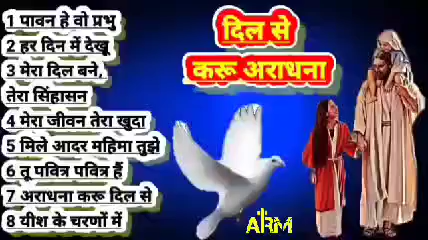 1 पावन हे वो प्रभु
2 हर दिन में देखू
3 मेरा दिल बने,
तेरा सिंहासन
4 मेरा जीवन तेरा खुदा
5 मिले आदर महिमा तुझे
6 तू पवित्र पवित्र हैं
7 अराधना करू दिल से
8 यीशु के चरणों में
दिल से
करू अराधना
ARM